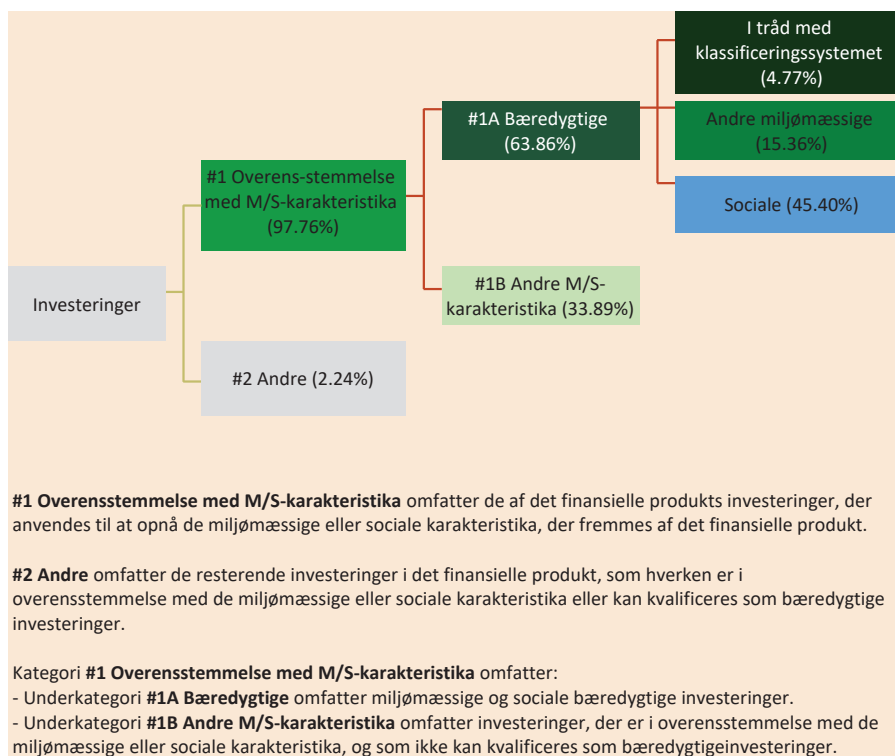 I tråd med
klassificeringssystemet
(4.77%)
#1A Bæredygtige
(63.86%)
Andre miljømæssige
(15.36%)
#1 Overens-stemmelse
med M/S-karakteristika
(97.76%)
Sociale (45.40%)
#1B Andre M/S-
karakteristika (33.89%)
Investeringer
#2 Andre (2.24%)
#1 Overensstemmelse med M/S-karakteristika omfatter de af det finansielle produkts investeringer, der
anvendes til at opnå de miljømæssige eller sociale karakteristika, der fremmes af det finansielle produkt.
#2 Andre omfatter de resterende investeringer i det finansielle produkt, som hverken er i
overensstemmelse med de miljømæssige eller sociale karakteristika eller kan kvalificeres som bæredygtige
investeringer.
Kategori #1 Overensstemmelse med M/S-karakteristika omfatter:
- Underkategori #1A Bæredygtige omfatter miljømæssige og sociale bæredygtige investeringer.
- Underkategori #1B Andre M/S-karakteristika omfatter investeringer, der er i overensstemmelse med de
miljømæssige eller sociale karakteristika, og som ikke kan kvalificeres som bæredygtigeinvesteringer.